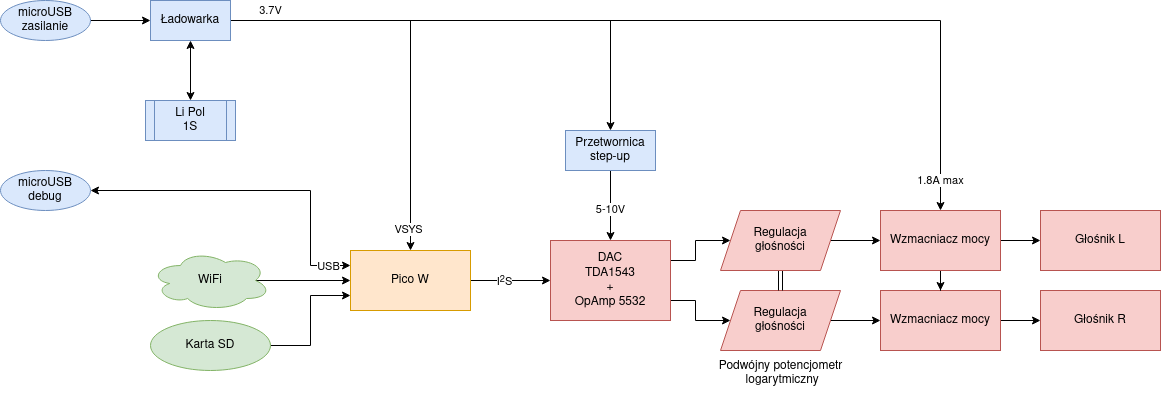 microUSB
zasilanie
Ładowarka
3.7V
Li Pol
1S
Przetwornica
step-up
microUSB
debug
1.8A max
5-10V
VSYS
USB
WiFi
Pico W
I²S
DAC
TDA1543
+
OpAmp 5532
Regulacja
głośności
Wzmacniacz mocy
Głośnik L
Karta SD
Regulacja
głośności
Wzmacniacz mocy
Głośnik R
Podwójny potencjometr
logarytmiczny